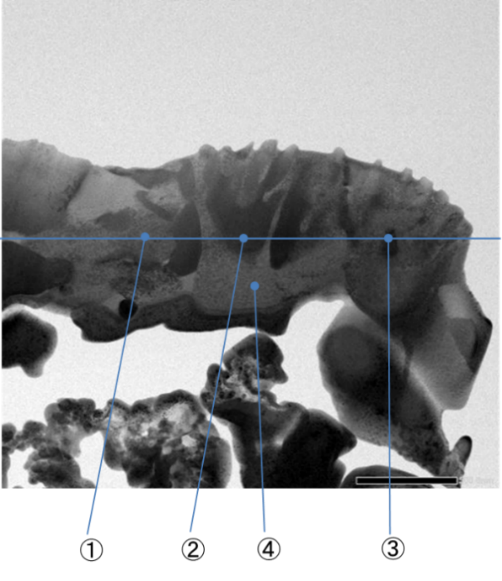 ① ② ④ ③